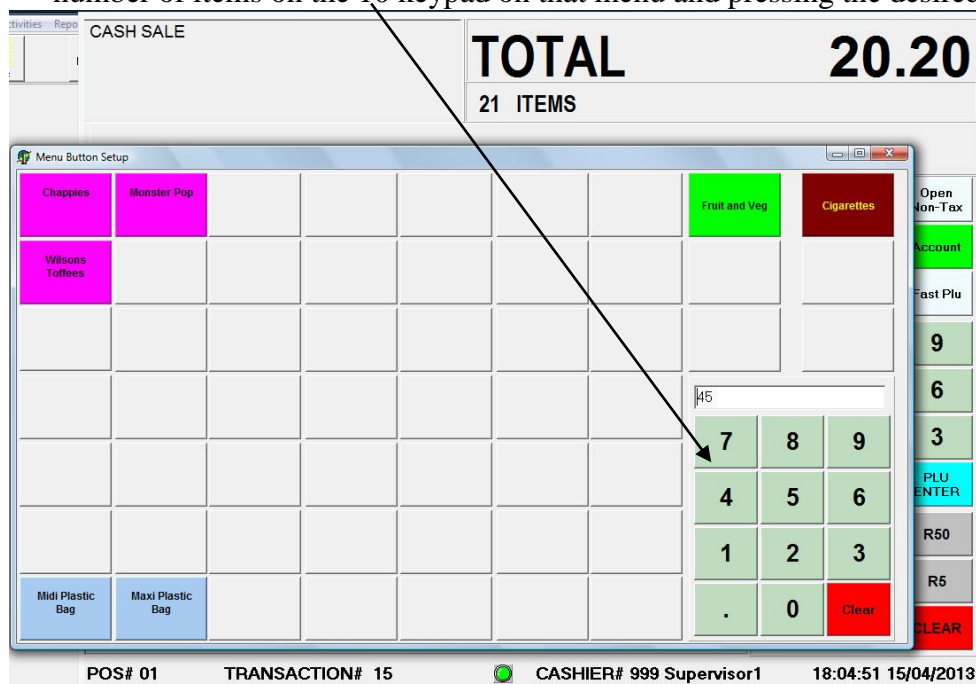 number of items on the 10 keypad on that menu and pressing the desired
tivities Repo
CASH SALE
TOTAL 20.20
21 ITEMS
Menu Button Setup
Chappies Monster Pop Fruit and Veg Cigarettes
Open
Non-Tax
Wilsons
Toffees
Account
Fast Plu
9
45
6
7 8 9
3
PLU
ENTER
4 5 6
R50
1 2 3
R5
Midi Plastic
Bag
Maxi Plastic
Bag
. 0 Clear
CLEAR
POS# 01 TRANSACTION# 15 CASHIER# 999 Supervisor1 18:04:51 15/04/2013